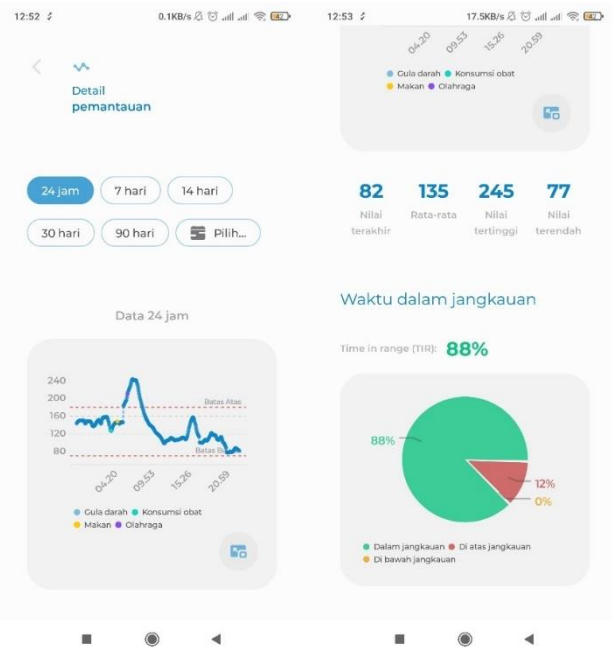 12:52
0.1KB/s
42
Detail
pemantauan
24 jam
7 hari
14 hari
30 hari
90 hari
Pilih...
Data 24 jam
240
200
160
120
80
Batas Atas
Batas
04.20
09.53
15.26
20.59
Gula darah Konsumsi obat
Makan Olahraga
12:53
17.5KB/s
42
04.20
09.53
15.26
20.59
Gula darah Konsumsi obat
Makan Olahraga
82
135
245
77
Nilai
terakhir
Rata-rata
Nilai
tertinggi
Nilai
terendah
Waktu dalam jangkauan
Time in range (TIR): 88%
88%
12%
0%
Dalam jangkauan Di atas jangkauan
Di bawah jangkauan